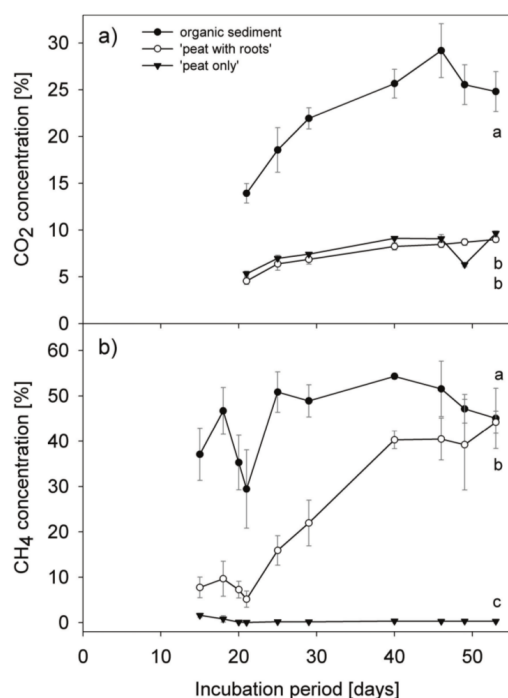 a)
organic sediment
'peat with roots'
'peat only'
CO2 concentration [%]
30
25
20
15
10
5
0
a
b
b
b)
CH4 concentration [%]
60
50
40
30
20
10
0
a
b
c
0 10 20 30 40 50
Incubation period [days]